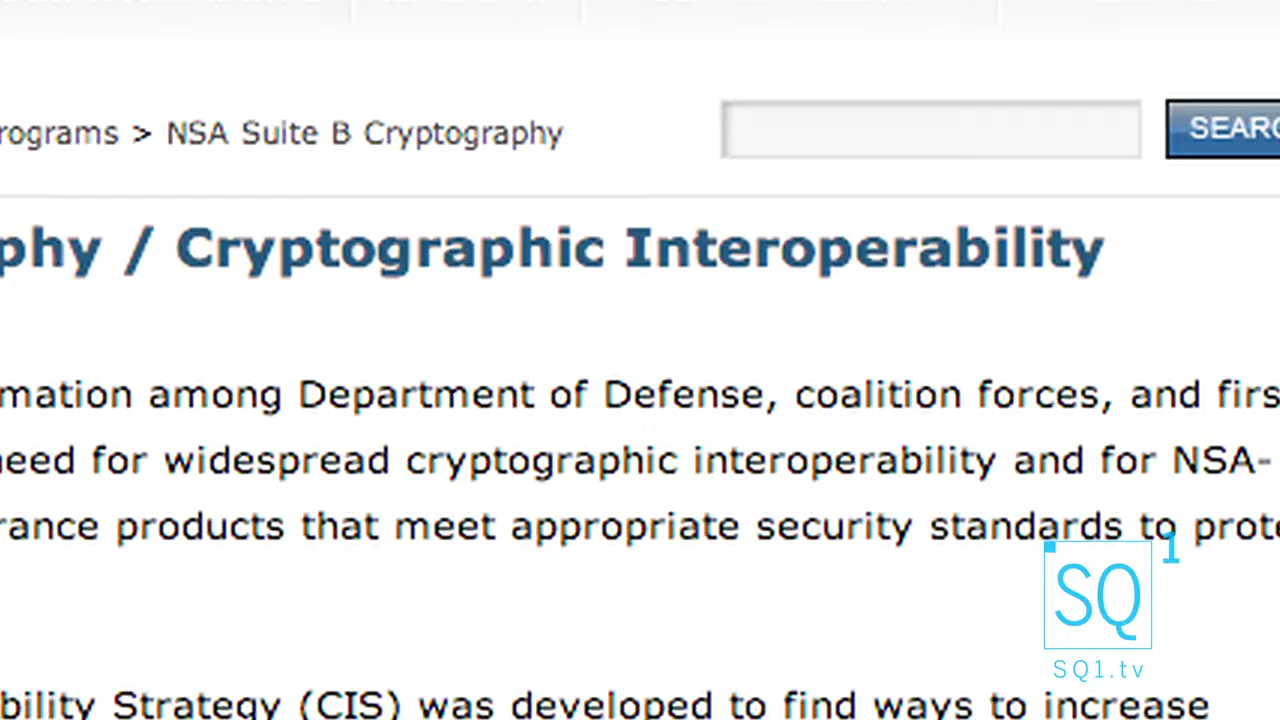 rograms > NSA Suite B Cryptography
SEARC
phy / Cryptographic Interoperability
mation among Department of Defense, coalition forces, and firs
need for widespread cryptographic interoperability and for NSA-
rance products that meet appropriate security standards to prote
SQ1
SQ1.tv
bility Strategy (CIS) was developed to find ways to increase